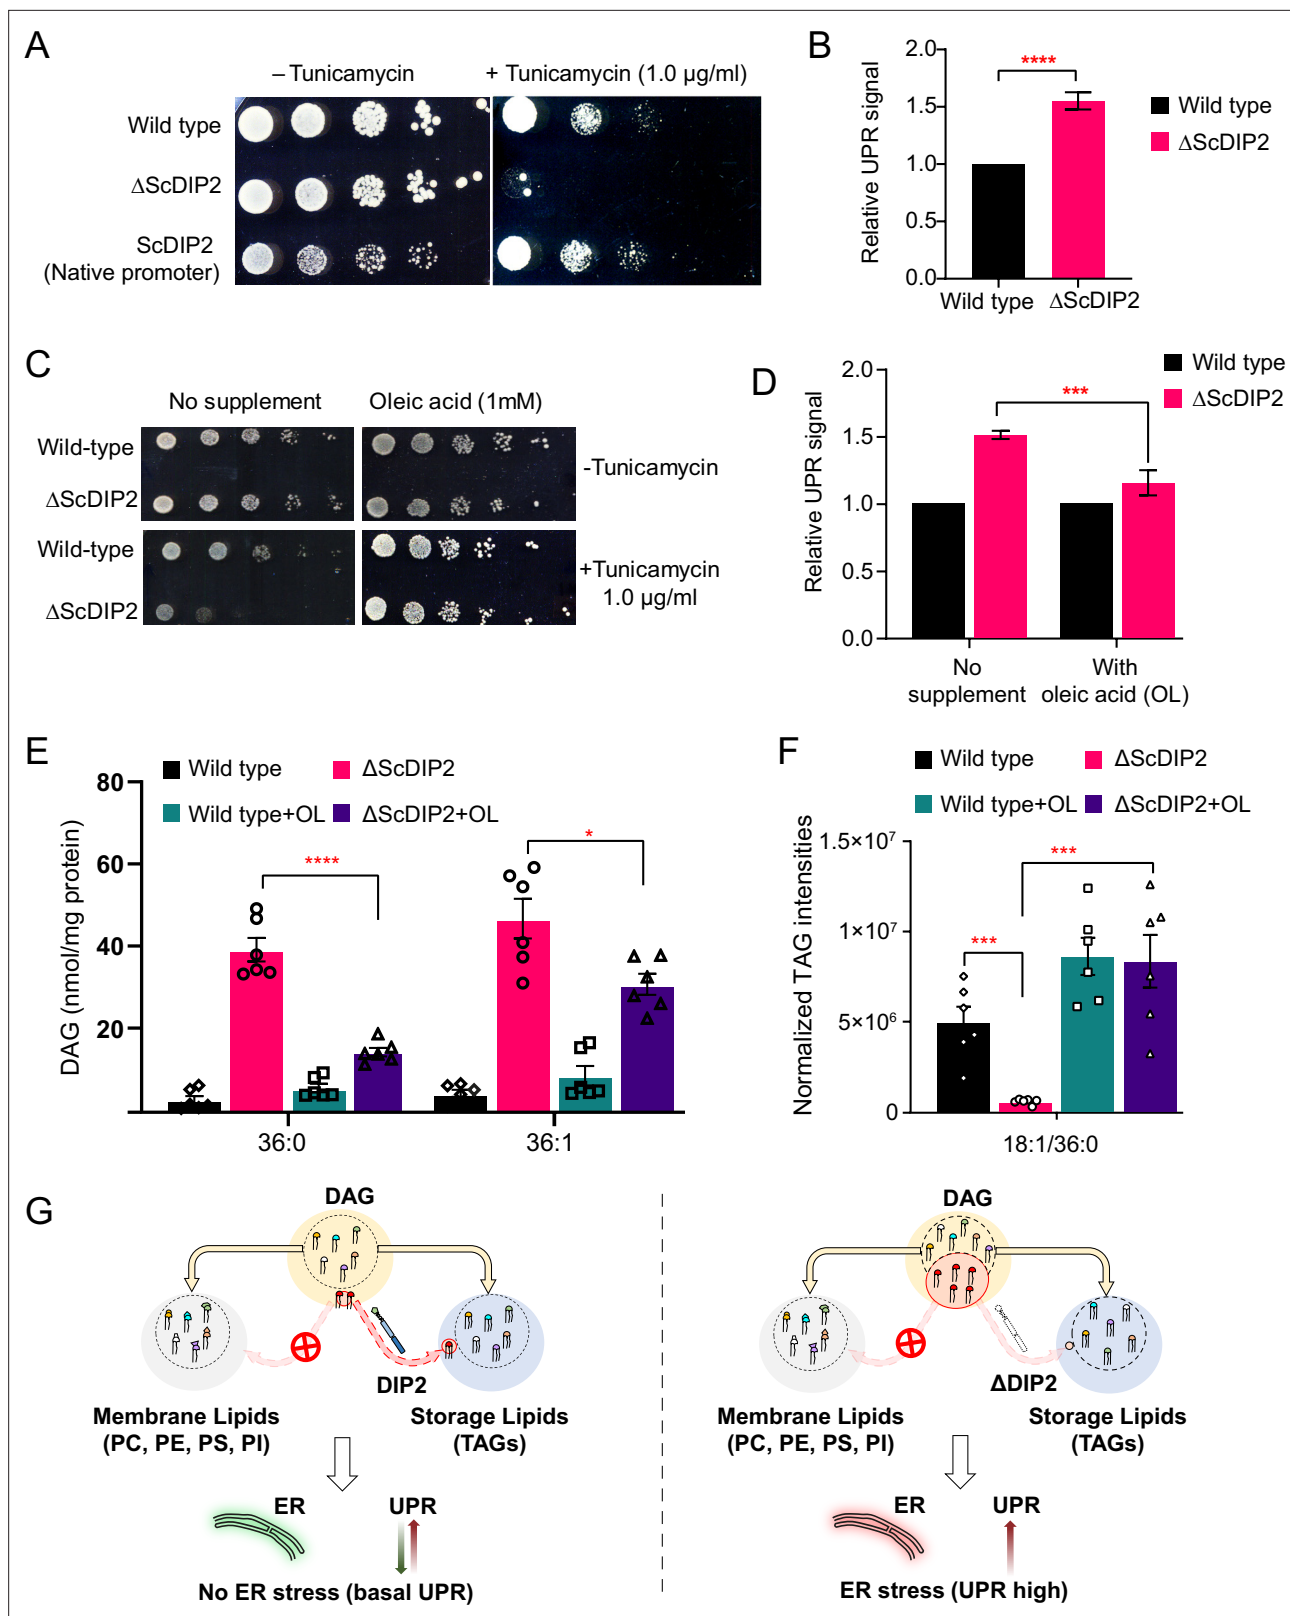 A
– Tunicamycin
+ Tunicamycin (1.0 µg/ml)
Wild type
ΔScDIP2
ScDIP2
(Native promoter)
B
Relative UPR signal
2.0
1.5
1.0
0.5
0.0
****
Wild type
ΔScDIP2
Wild type
ΔScDIP2
C
No supplement
Oleic acid (1mM)
Wild-type
ΔScDIP2
-Tunicamycin
Wild-type
ΔScDIP2
+Tunicamycin
1.0 µg/ml
D
Relative UPR signal
2.0
1.5
1.0
0.5
0.0
***
Wild type
ΔScDIP2
No
supplement
With
oleic acid (OL)
E
Wild type
ΔScDIP2
Wild type+OL
ΔScDIP2+OL
DAG (nmol/mg protein)
80
60
40
20
****
*
36:0
36:1
F
Wild type
ΔScDIP2
Wild type+OL
ΔScDIP2+OL
Normalized TAG intensities
1.5×10⁷
1×10⁷
5×10⁶
0
***
***
18:1/36:0
G
DAG
DIP2
Membrane Lipids
(PC, PE, PS, PI)
Storage Lipids
(TAGs)
ER
UPR
No ER stress (basal UPR)
DAG
ΔDIP2
Membrane Lipids
(PC, PE, PS, PI)
Storage Lipids
(TAGs)
ER
UPR
ER stress (UPR high)